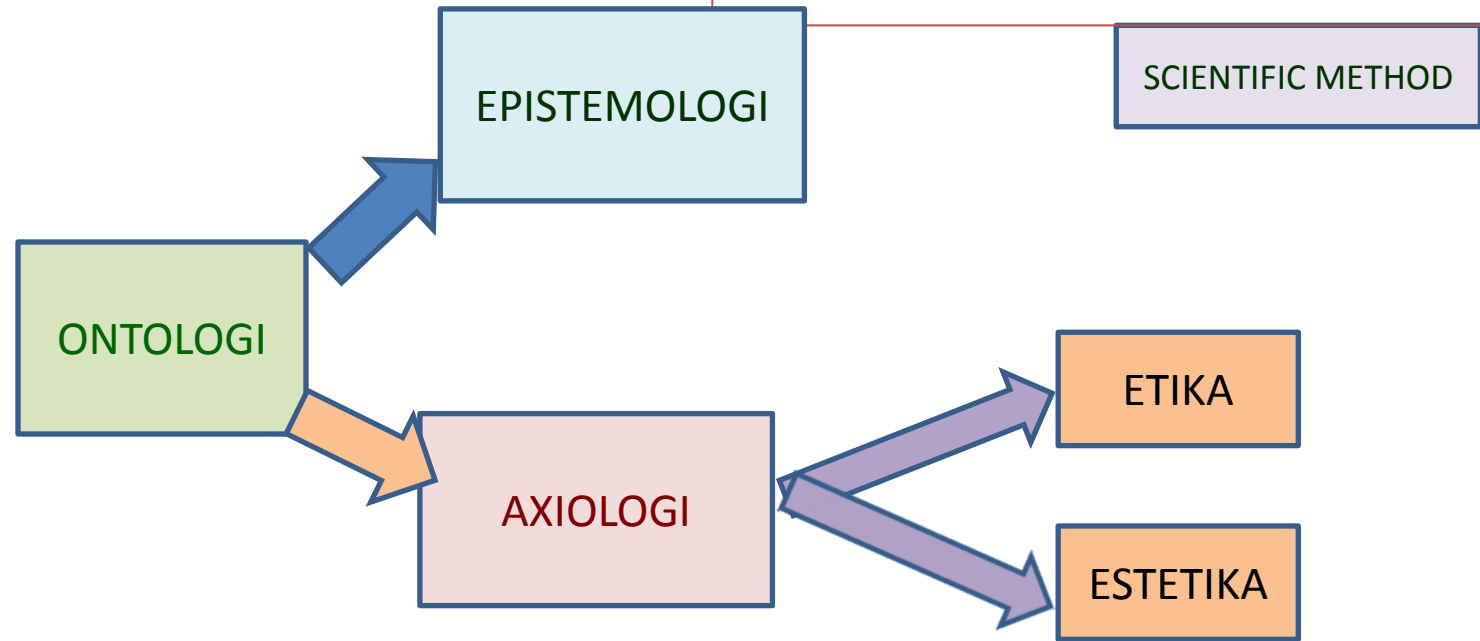 EPISTEMOLOGI
SCIENTIFIC METHOD
ONTOLOGI
ETIKA
AXIOLOGI
ESTETIKA